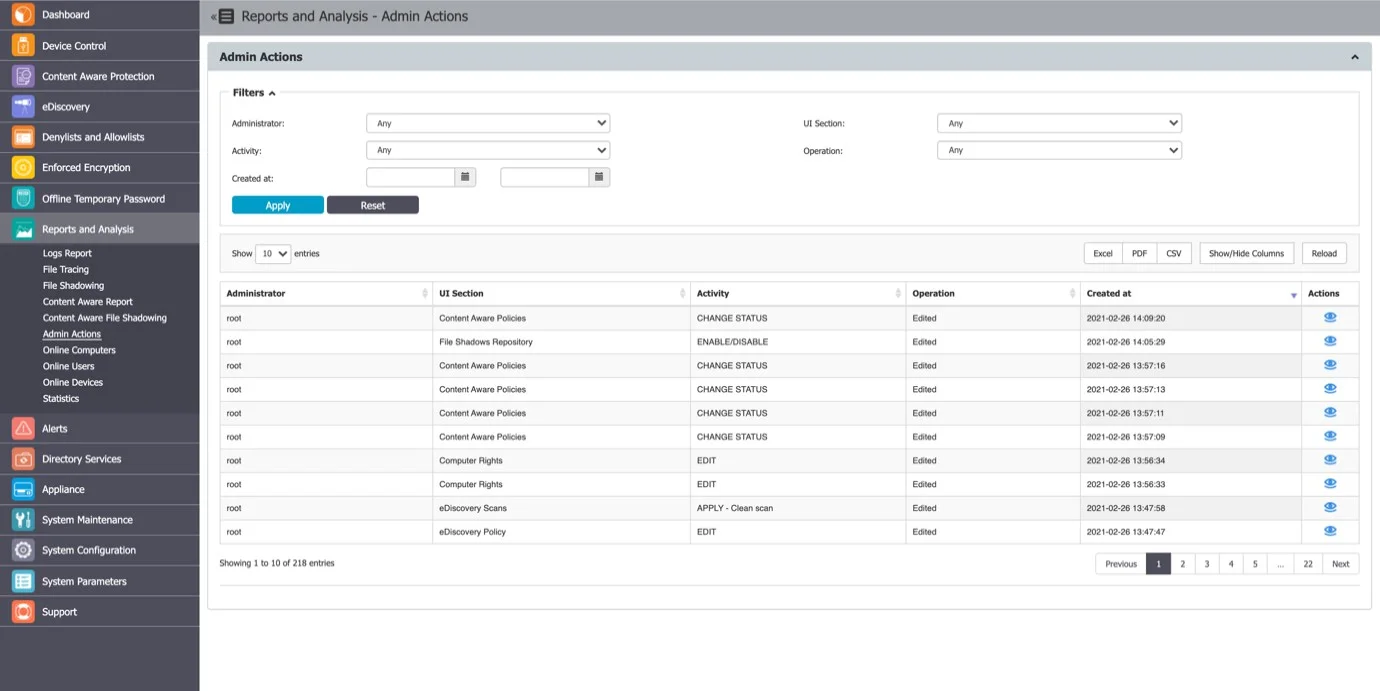 Dashboard
Device Control
Content Aware Protection
eDiscovery
Denylists and Allowlists
Enforced Encryption
Offline Temporary Password
Reports and Analysis
Logs Report
File Tracing
File Shadowing
Content Aware Report
Content Aware File Shadowing
Admin Actions
Online Computers
Online Users
Online Devices
Statistics
Alerts
Directory Services
Appliance
System Maintenance
System Configuration
System Parameters
Support
« Reports and Analysis - Admin Actions
Admin Actions
Filters
Administrator: Any UI Section: Any
Activity: Any Operation: Any
Created at:
Apply Reset
Show 10 entries Excel PDF CSV Show/Hide Columns Reload
Administrator UI Section Activity Operation Created at Actions
root Content Aware Policies CHANGE STATUS Edited 2021-02-26 14:09:20
root File Shadows Repository ENABLE/DISABLE Edited 2021-02-26 14:05:29
root Content Aware Policies CHANGE STATUS Edited 2021-02-26 13:57:16
root Content Aware Policies CHANGE STATUS Edited 2021-02-26 13:57:13
root Content Aware Policies CHANGE STATUS Edited 2021-02-26 13:57:11
root Content Aware Policies CHANGE STATUS Edited 2021-02-26 13:57:09
root Computer Rights EDIT Edited 2021-02-26 13:56:34
root Computer Rights EDIT Edited 2021-02-26 13:56:33
root eDiscovery Scans APPLY - Clean scan Edited 2021-02-26 13:47:58
root eDiscovery Policy EDIT Edited 2021-02-26 13:47:47
Showing 1 to 10 of 218 entries Previous 1 2 3 4 5 ... 22 Next